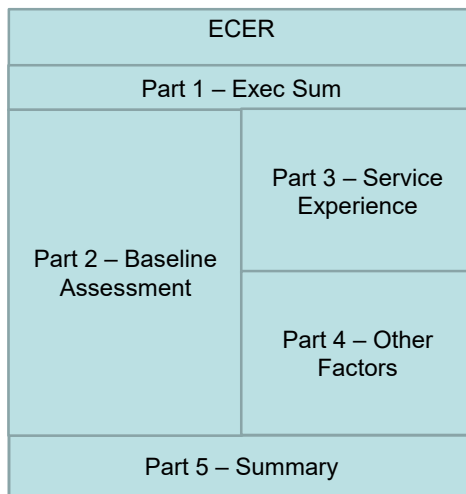 ECER
Part 1 – Exec Sum
Part 2 – Baseline
Assessment
Part 3 – Service
Experience
Part 4 – Other
Factors
Part 5 – Summary